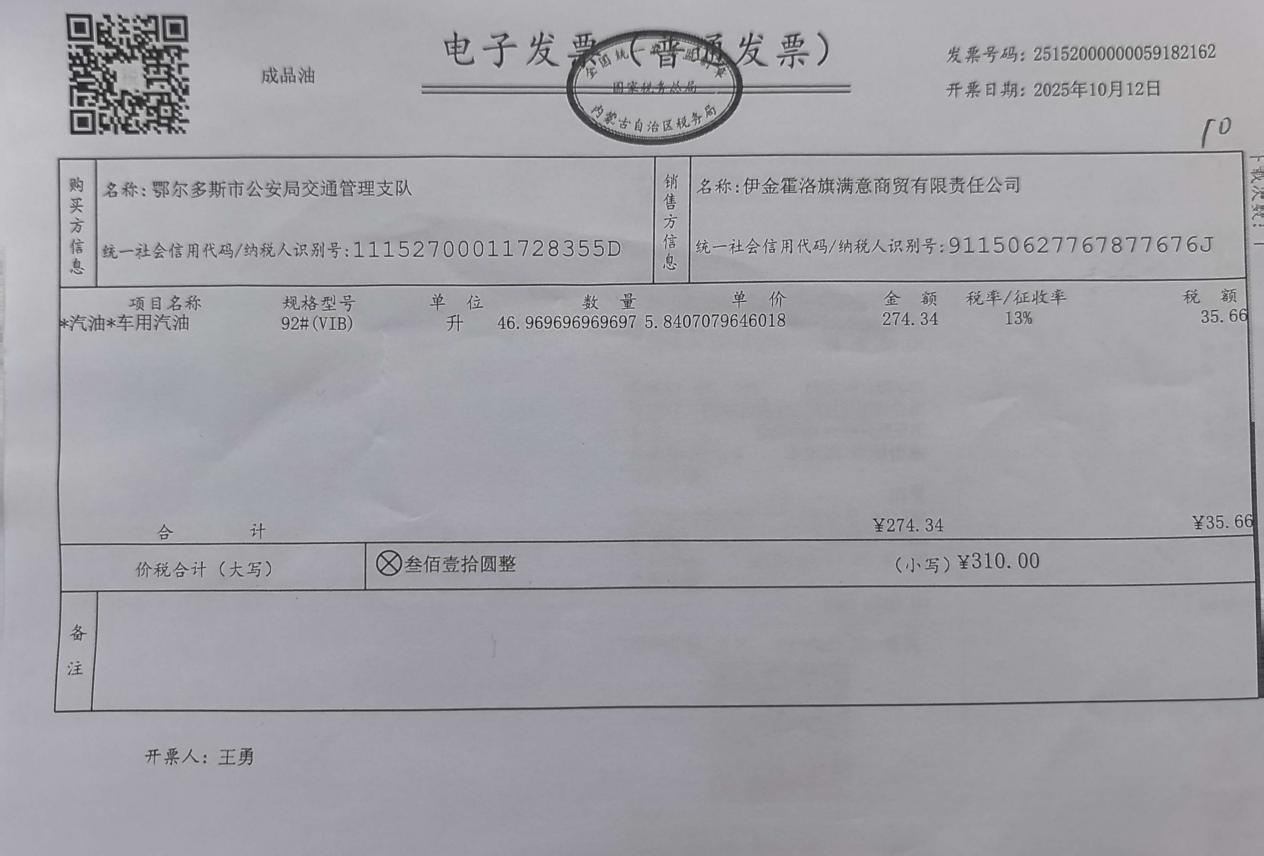 成品油
电子发票（普通发票）
全国统一发票监制章
国家税务总局
内蒙古自治区税务局
发票号码：25152000000059182162
开票日期：2025年10月12日
10
购买方信息
名称：鄂尔多斯市公安局交通管理支队
统一社会信用代码/纳税人识别号：11152700011728355D
销售方信息
名称：伊金霍洛旗满意商贸有限责任公司
统一社会信用代码/纳税人识别号：91150627767877676J
项目名称 规格型号 单位 数量 单价 金额 税率/征收率 税额
*汽油*车用汽油 92#(VIB) 升 46.969696969697 5.8407079646018 274.34 13% 35.66
合计 ¥274.34 ¥35.66
价税合计（大写） 叁佰壹拾圆整 （小写）¥310.00
备注
开票人：王勇